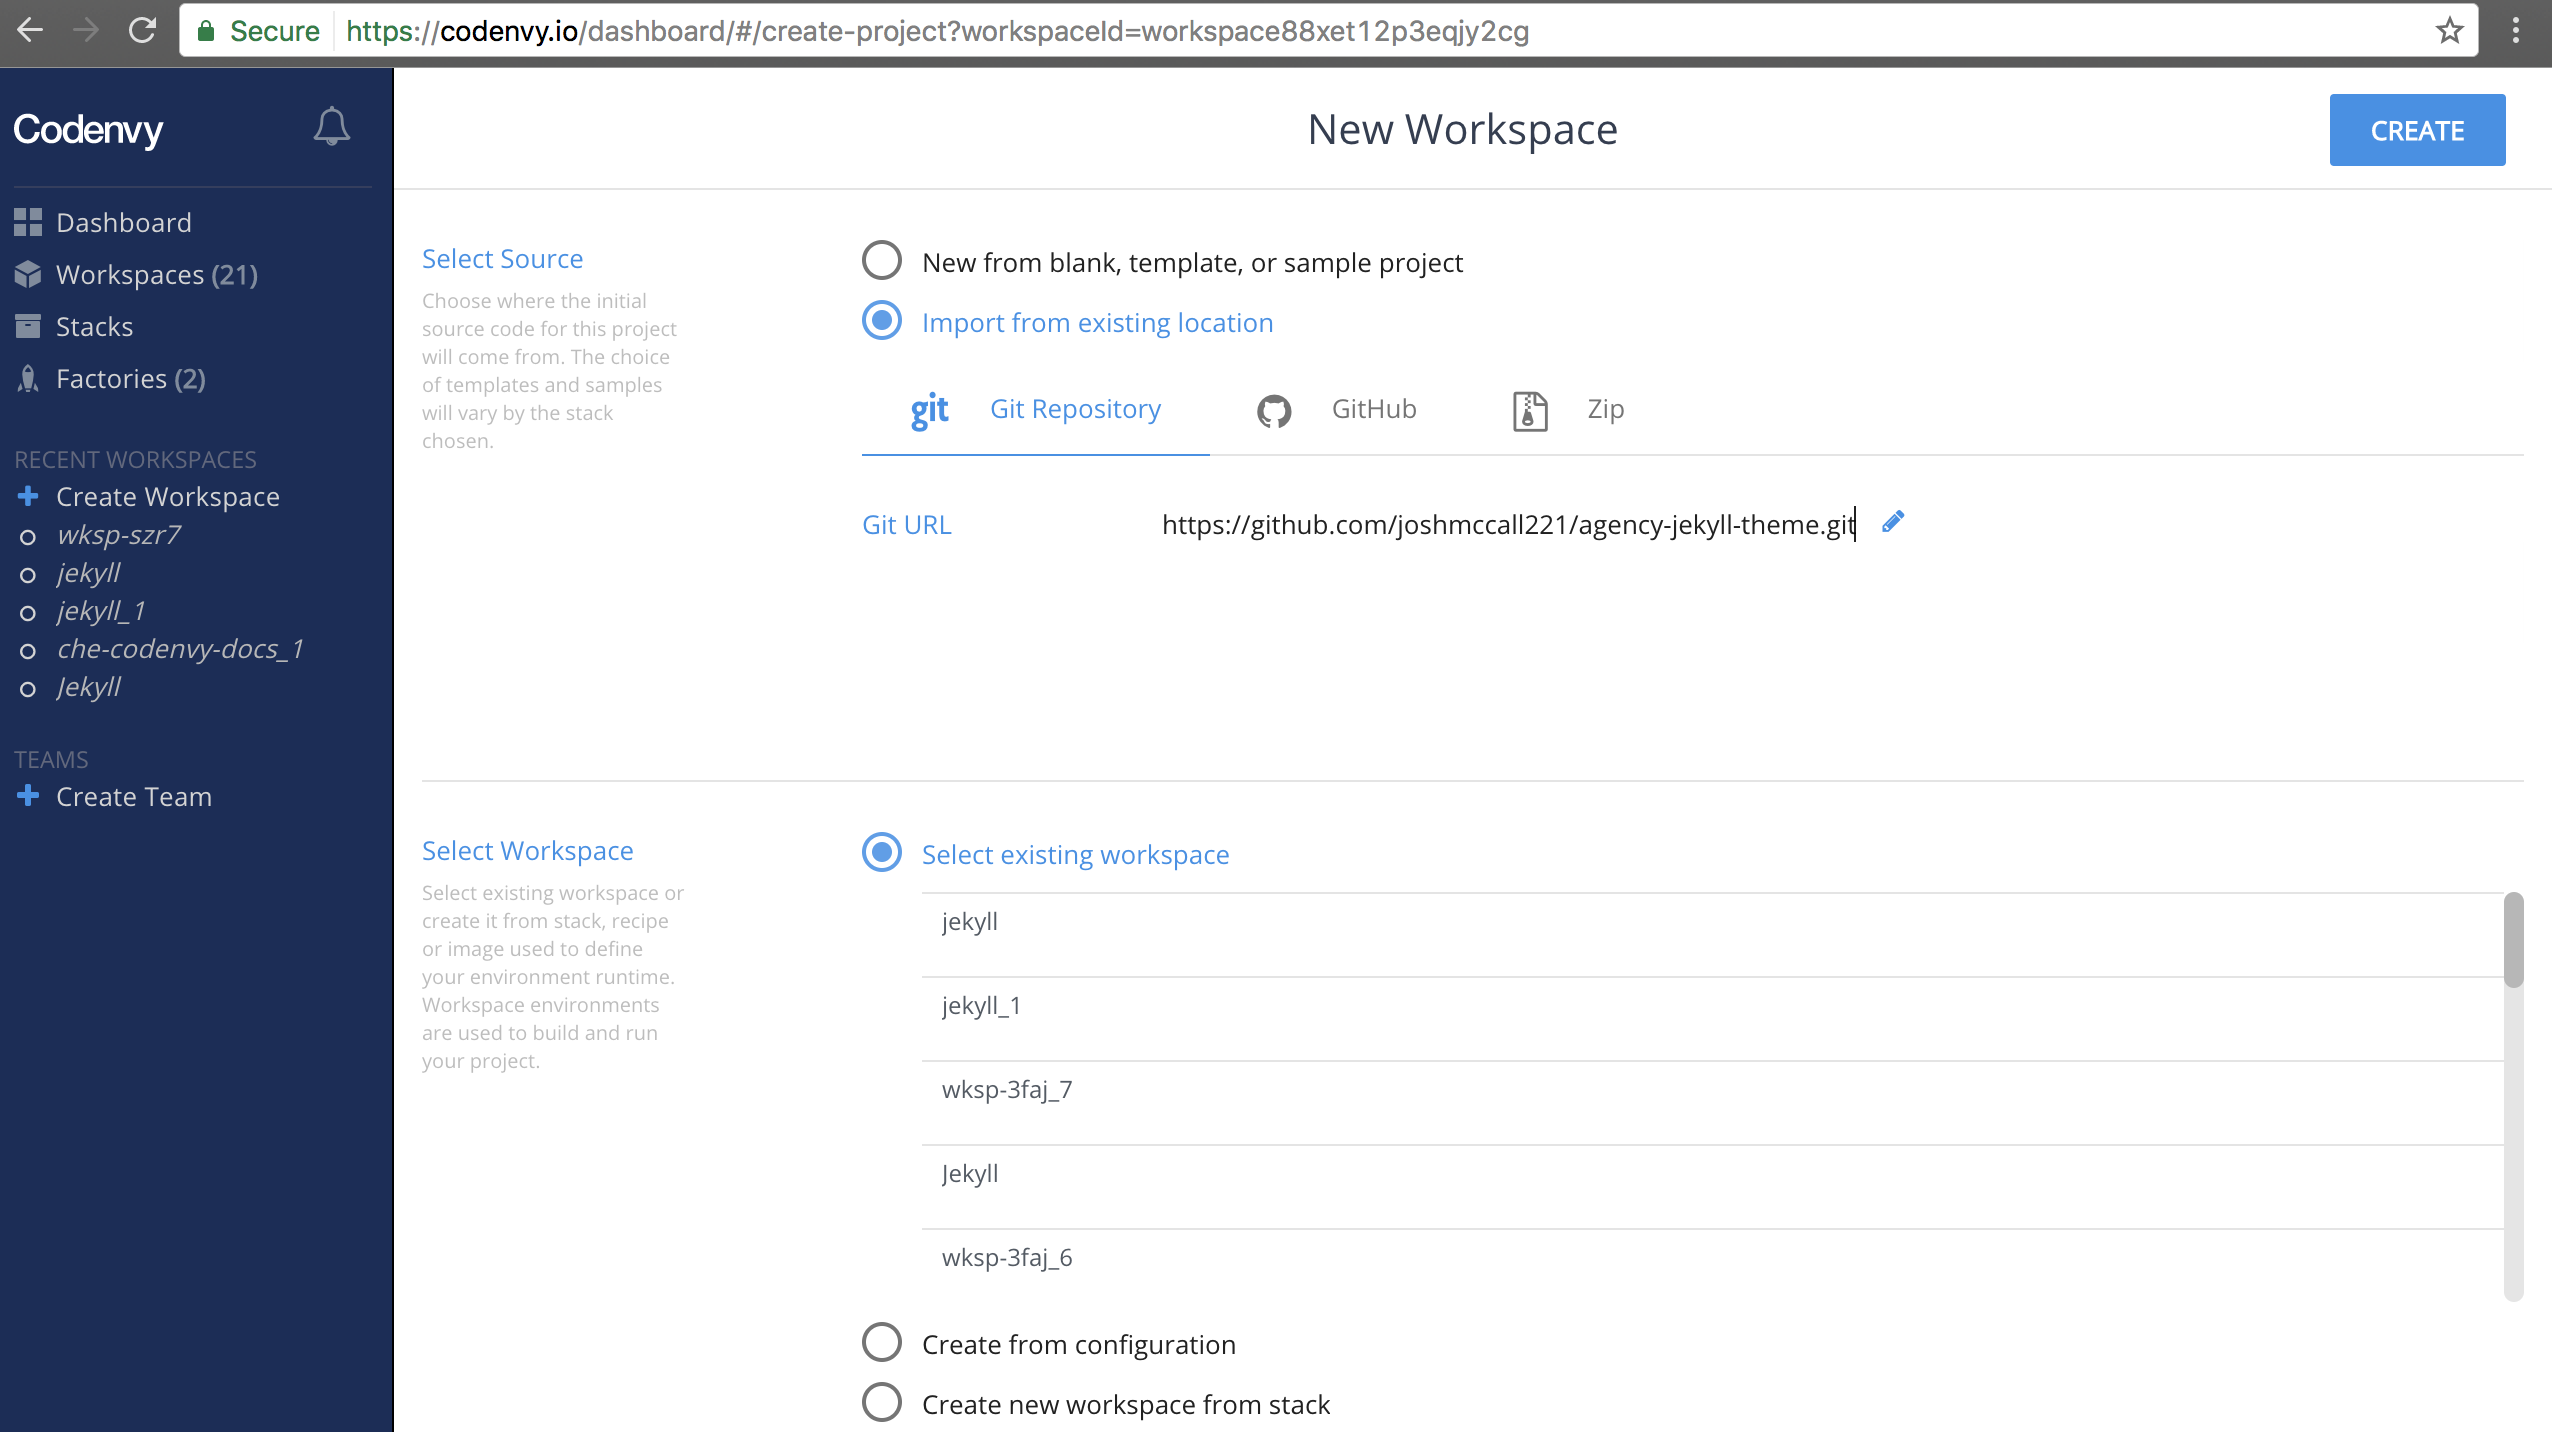 Secure https://codenvy.io/dashboard/#/create-project?workspaceId=workspace88xet12p3eqjy2cg
Codenvy
Dashboard
Workspaces (21)
Stacks
Factories (2)
RECENT WORKSPACES
Create Workspace
wksp-szr7
jekyll
jekyll_1
che-codenvy-docs_1
Jekyll
TEAMS
Create Team
New Workspace
CREATE
Select Source
Choose where the initial
source code for this project
will come from. The choice
of templates and samples
will vary by the stack
chosen.
New from blank, template, or sample project
Import from existing location
git Git Repository GitHub Zip
Git URL https://github.com/joshmccall221/agency-jekyll-theme.git
Select Workspace
Select existing workspace or
create it from stack, recipe
or image used to define
your environment runtime.
Workspace environments
are used to build and run
your project.
Select existing workspace
jekyll
jekyll_1
wksp-3faj_7
Jekyll
wksp-3faj_6
Create from configuration
Create new workspace from stack